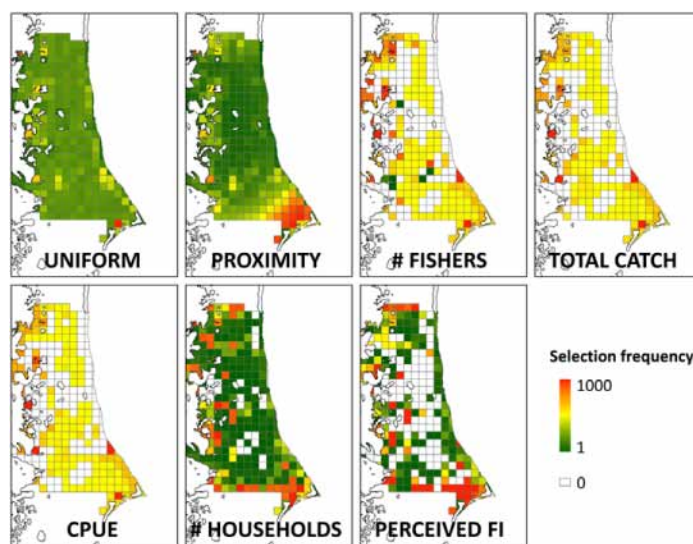 UNIFORM
PROXIMITY
# FISHERS
TOTAL CATCH
CPUE
# HOUSEHOLDS
PERCEIVED FI
Selection frequency
1000
1
0